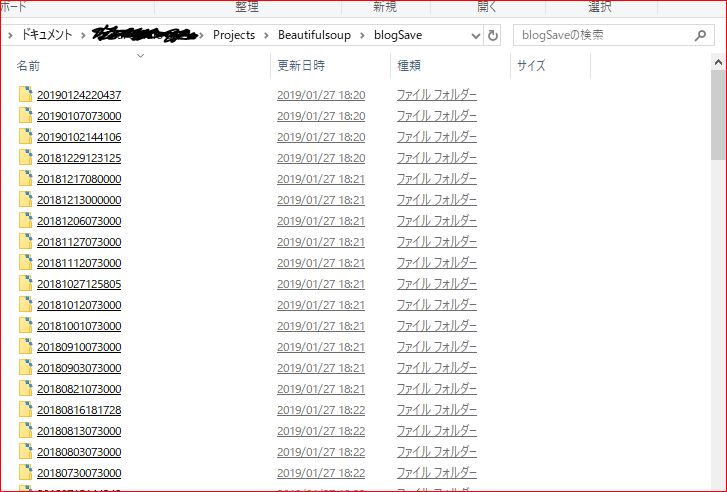 ボード 整理 新規 開く 選択
› ドキュメント › › Projects › Beautifulsoup › blogSave blogSaveの検索
名前 更新日時 種類 サイズ
20190124220437 2019/01/27 18:20 ファイル フォルダー
20190107073000 2019/01/27 18:20 ファイル フォルダー
20190102144106 2019/01/27 18:20 ファイル フォルダー
20181229123125 2019/01/27 18:20 ファイル フォルダー
20181217080000 2019/01/27 18:21 ファイル フォルダー
20181213000000 2019/01/27 18:21 ファイル フォルダー
20181206073000 2019/01/27 18:21 ファイル フォルダー
20181127073000 2019/01/27 18:21 ファイル フォルダー
20181112073000 2019/01/27 18:21 ファイル フォルダー
20181027125805 2019/01/27 18:21 ファイル フォルダー
20181012073000 2019/01/27 18:21 ファイル フォルダー
20181001073000 2019/01/27 18:21 ファイル フォルダー
20180910073000 2019/01/27 18:21 ファイル フォルダー
20180903073000 2019/01/27 18:21 ファイル フォルダー
20180821073000 2019/01/27 18:21 ファイル フォルダー
20180816181728 2019/01/27 18:22 ファイル フォルダー
20180813073000 2019/01/27 18:22 ファイル フォルダー
20180803073000 2019/01/27 18:22 ファイル フォルダー
20180730073000 2019/01/27 18:22 ファイル フォルダー